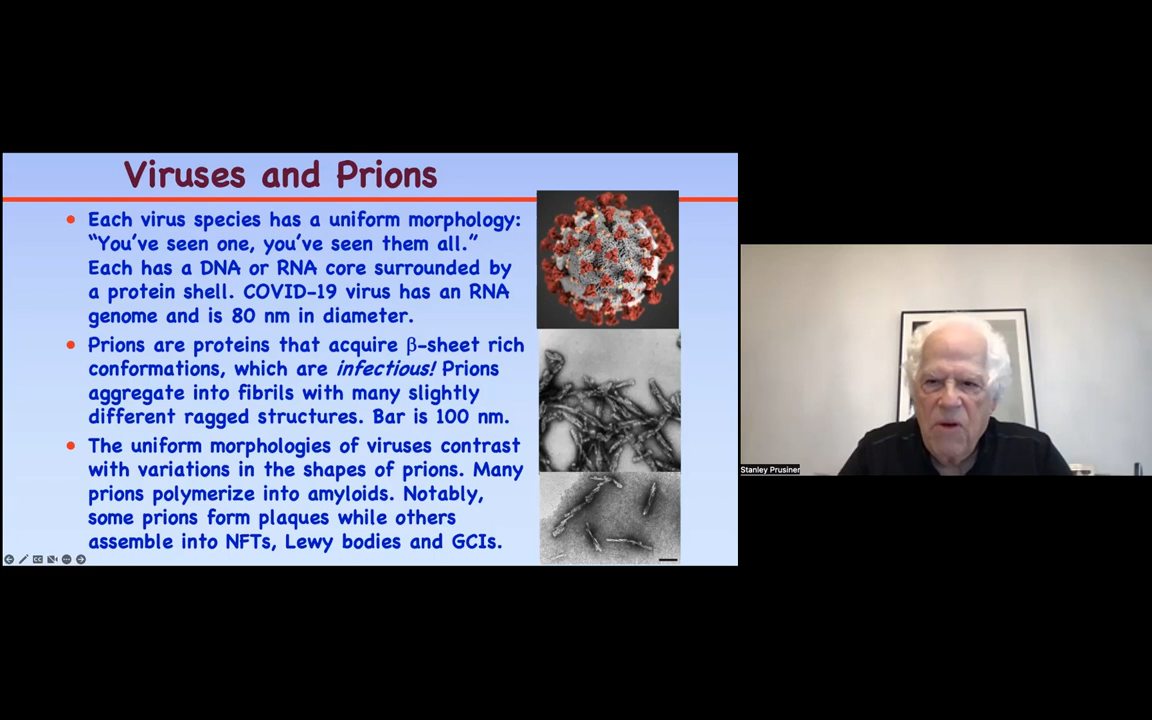 Viruses and Prions
• Each virus species has a uniform morphology:
“You’ve seen one, you’ve seen them all.”
Each has a DNA or RNA core surrounded by
a protein shell. COVID-19 virus has an RNA
genome and is 80 nm in diameter.
• Prions are proteins that acquire β-sheet rich
conformations, which are infectious! Prions
aggregate into fibrils with many slightly
different ragged structures. Bar is 100 nm.
• The uniform morphologies of viruses contrast
with variations in the shapes of prions. Many
prions polymerize into amyloids. Notably,
some prions form plaques while others
assemble into NFTs, Lewy bodies and GCIs.
Stanley Prusiner